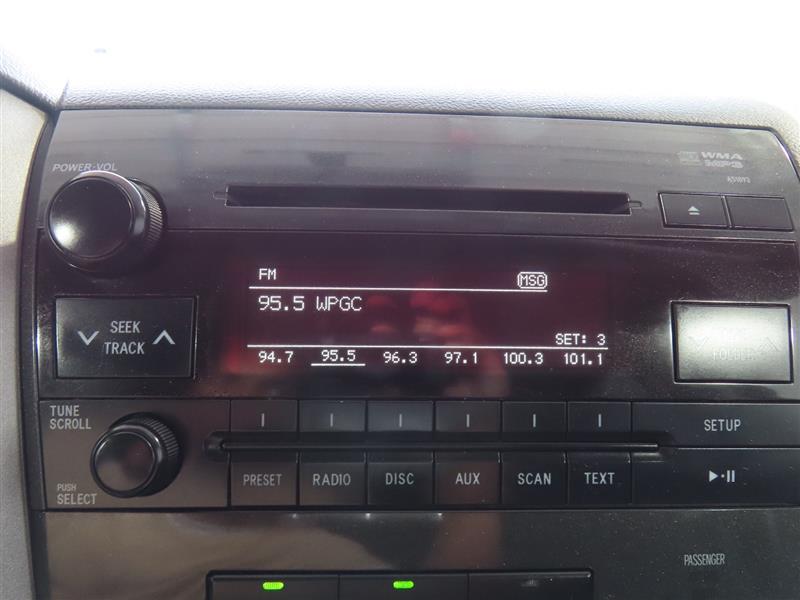 POWER·VOL
WMA
MP3
A51892
FM
MSG
95.5 WPGC
SEEK
TRACK
SET: 3
94.7 95.5 96.3 97.1 100.3 101.1
FOLDER
TUNE
SCROLL
SETUP
PRESET RADIO DISC AUX SCAN TEXT
PUSH
SELECT
PASSENGER